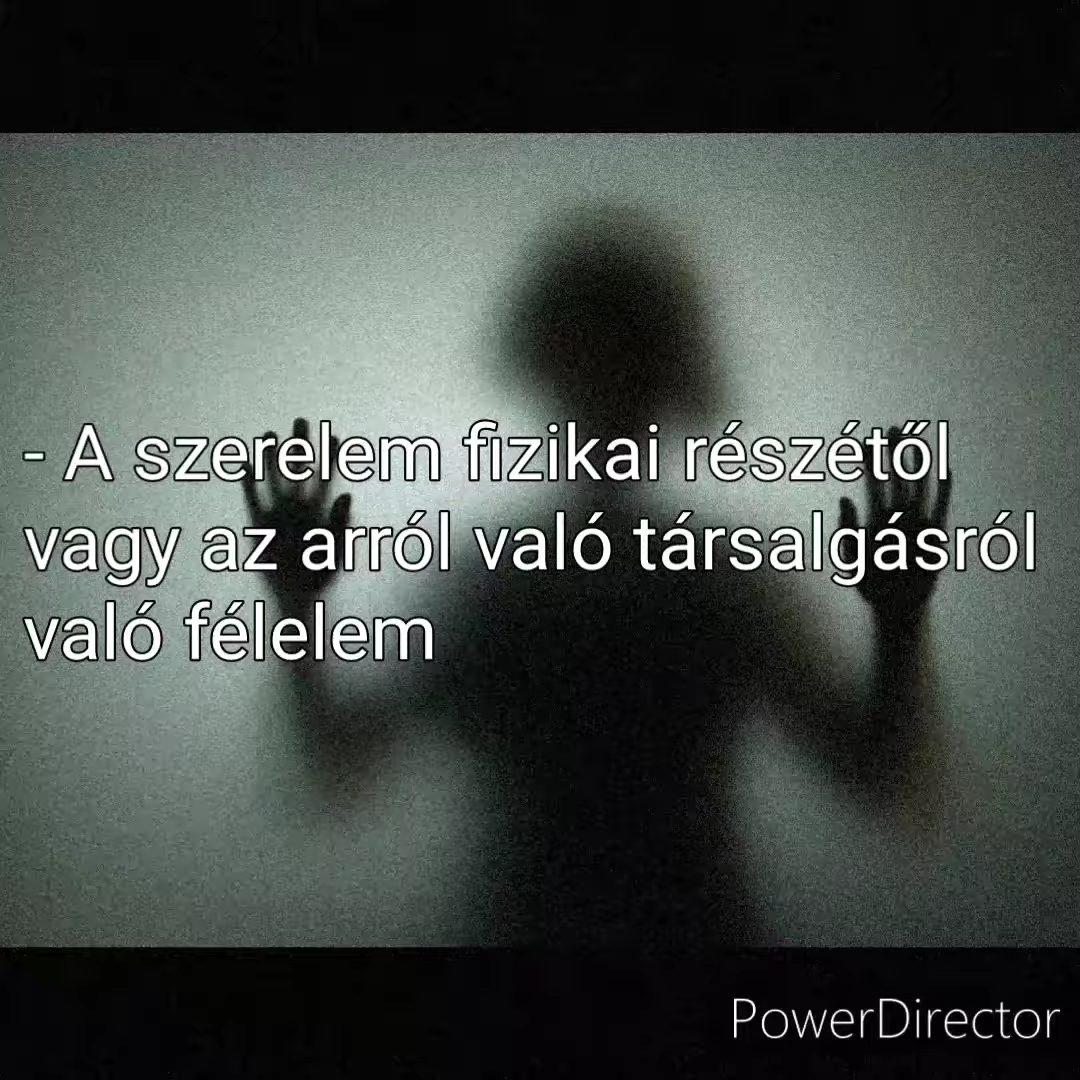 - A szerelem fizikai részétől
vagy az arról való társalgásról
való félelem
PowerDirector